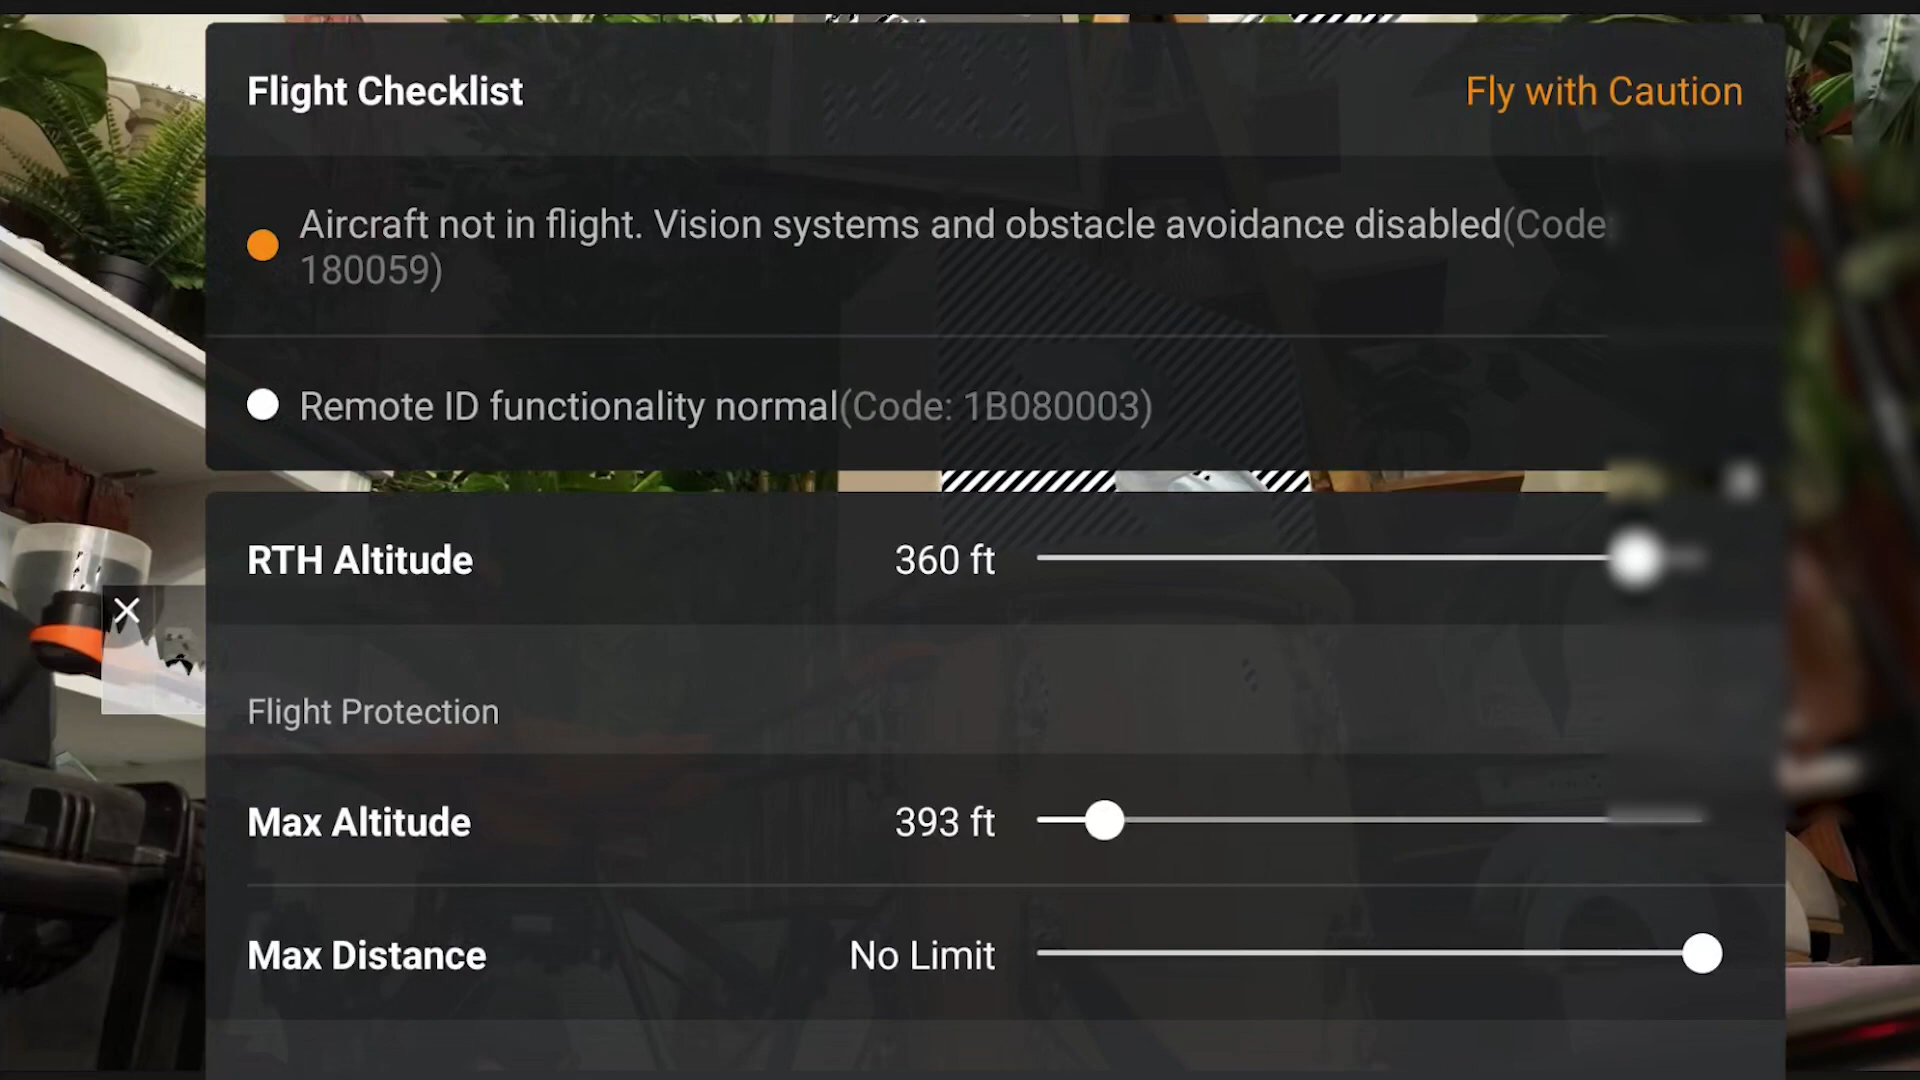 Flight Checklist
Fly with Caution
Aircraft not in flight. Vision systems and obstacle avoidance disabled(Code:
180059)
Remote ID functionality normal(Code: 1B080003)
RTH Altitude
360 ft
Flight Protection
Max Altitude
393 ft
Max Distance
No Limit